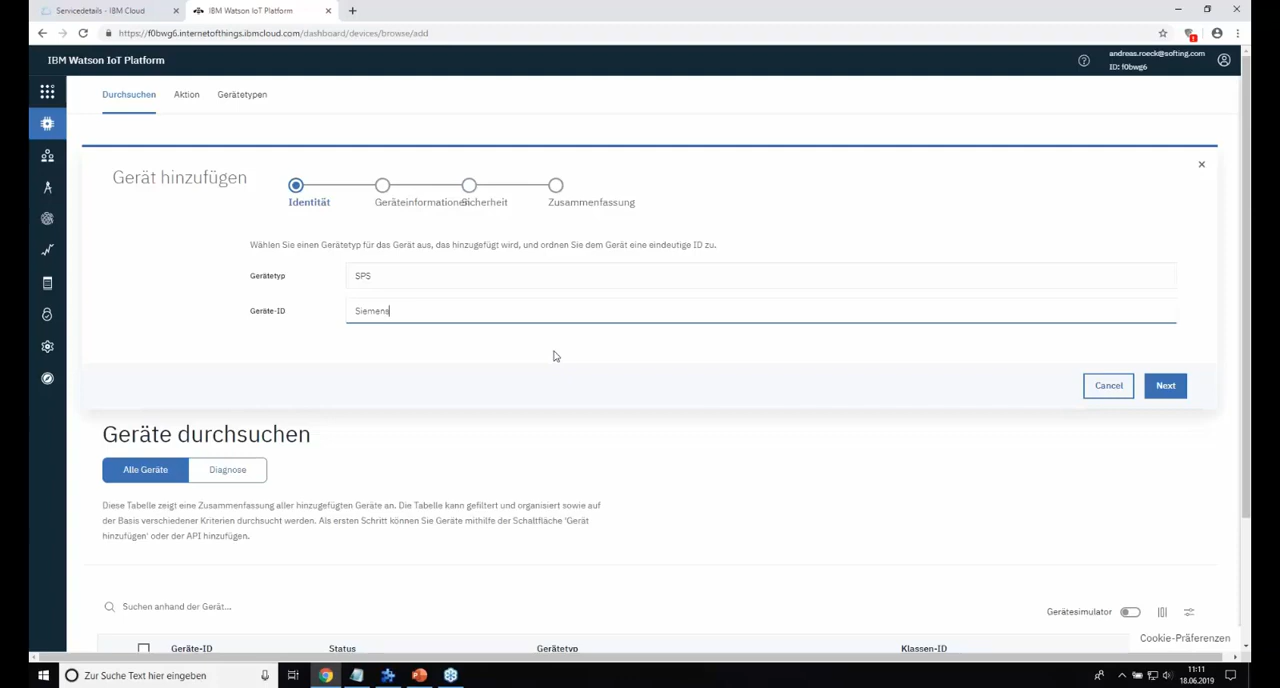 Servicedetails - IBM Cloud
IBM Watson IoT Platform
https://f0bwg6.internetofthings.ibmcloud.com/dashboard/devices/browse/add
IBM Watson IoT Platform
andreas.roeck@softing.com
ID: f0bwg6
Durchsuchen Aktion Gerätetypen
Gerät hinzufügen
Identität Geräteinformationen Sicherheit Zusammenfassung
Wählen Sie einen Gerätetyp für das Gerät aus, das hinzugefügt wird, und ordnen Sie dem Gerät eine eindeutige ID zu.
Gerätetyp SPS
Geräte-ID Siemens
Cancel Next
Geräte durchsuchen
Alle Geräte Diagnose
Diese Tabelle zeigt eine Zusammenfassung aller hinzugefügten Geräte an. Die Tabelle kann gefiltert und organisiert sowie auf
der Basis verschiedener Kriterien durchsucht werden. Als ersten Schritt können Sie Geräte mithilfe der Schaltfläche 'Gerät
hinzufügen' oder der API hinzufügen.
Suchen anhand der Gerät...
Gerätesimulator
Cookie-Präferenzen
Geräte-ID Status Gerätetyp Klassen-ID
Zur Suche Text hier eingeben
11:11
18.06.2019